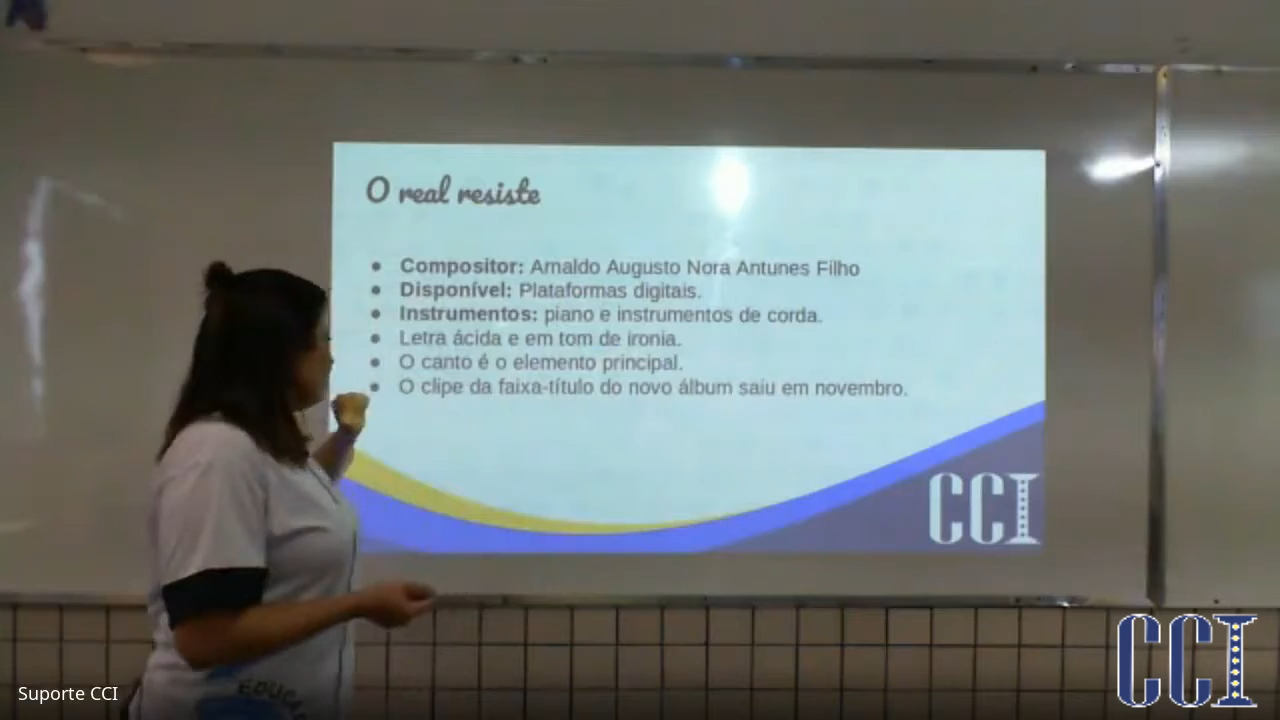 O real resiste
Compositor: Arnaldo Augusto Nora Antunes Filho
Disponível: Plataformas digitais.
Instrumentos: piano e instrumentos de corda.
Letra ácida e em tom de ironia.
O canto é o elemento principal.
O clipe da faixa-título do novo álbum saiu em novembro.
CCI
CCI
Suporte CCI